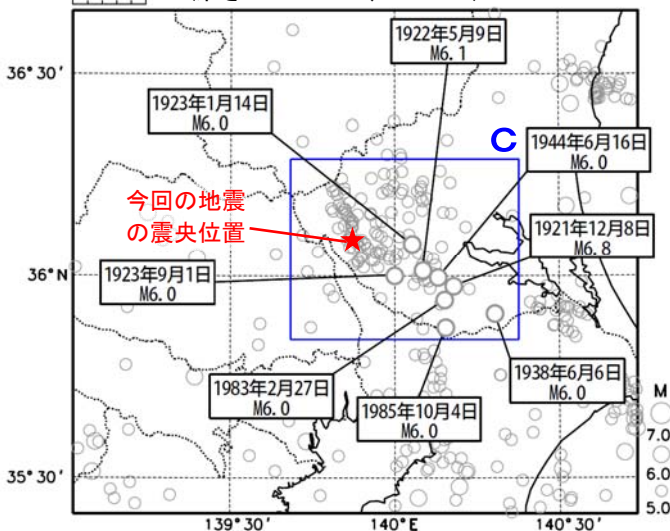 1922年5月9日
M6.1
36°30′
1923年1月14日
M6.0
C
1944年6月16日
M6.0
今回の地震
の震央位置
1921年12月8日
M6.8
36°N
1923年9月1日
M6.0
1983年2月27日
M6.0
1985年10月4日
M6.0
1938年6月6日
M6.0
M
7.0
6.0
5.0
35°30′
139°30′
140°E
140°30′